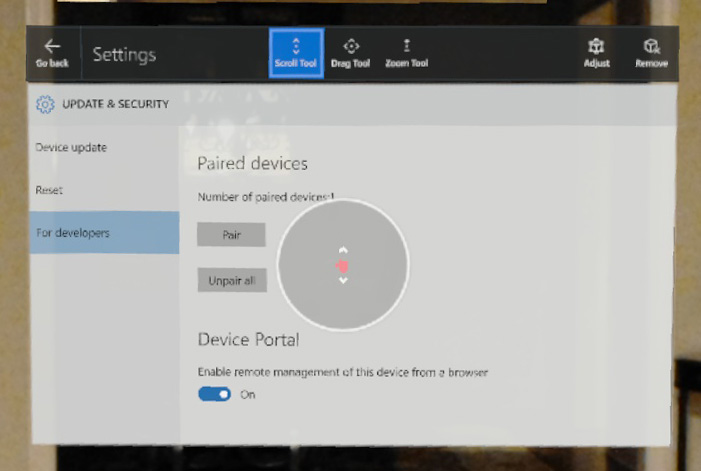 Go back
Settings
Scroll Tool
Drag Tool
Zoom Tool
Adjust
Remove
UPDATE & SECURITY
Device update
Reset
For developers
Paired devices
Number of paired devices:1
Pair
Unpair all
Device Portal
Enable remote management of this device from a browser
On